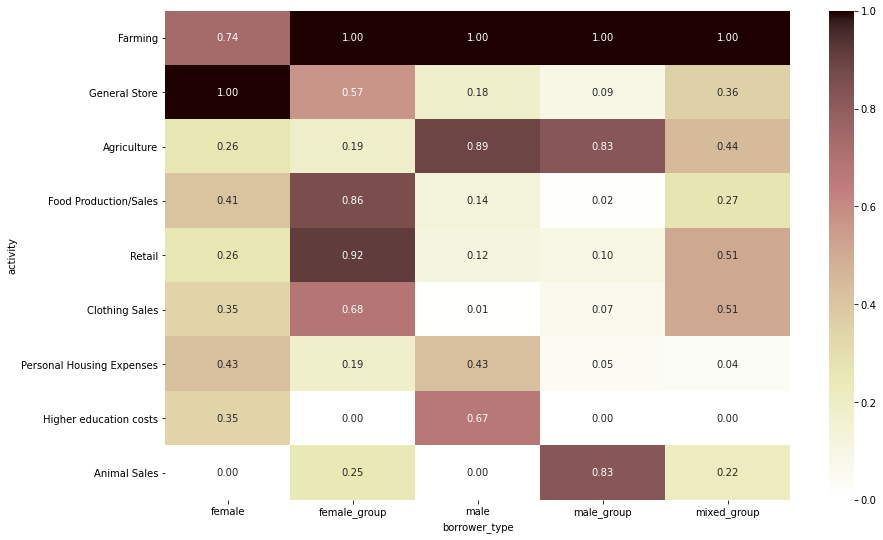 Farming 0.74 1.00 1.00 1.00 1.00
General Store 1.00 0.57 0.18 0.09 0.36
Agriculture 0.26 0.19 0.89 0.83 0.44
Food Production/Sales 0.41 0.86 0.14 0.02 0.27
Retail 0.26 0.92 0.12 0.10 0.51
Clothing Sales 0.35 0.68 0.01 0.07 0.51
Personal Housing Expenses 0.43 0.19 0.43 0.05 0.04
Higher education costs 0.35 0.00 0.67 0.00 0.00
Animal Sales 0.00 0.25 0.00 0.83 0.22
female female_group male male_group mixed_group
borrower_type
activity
1.0
0.8
0.6
0.4
0.2
0.0